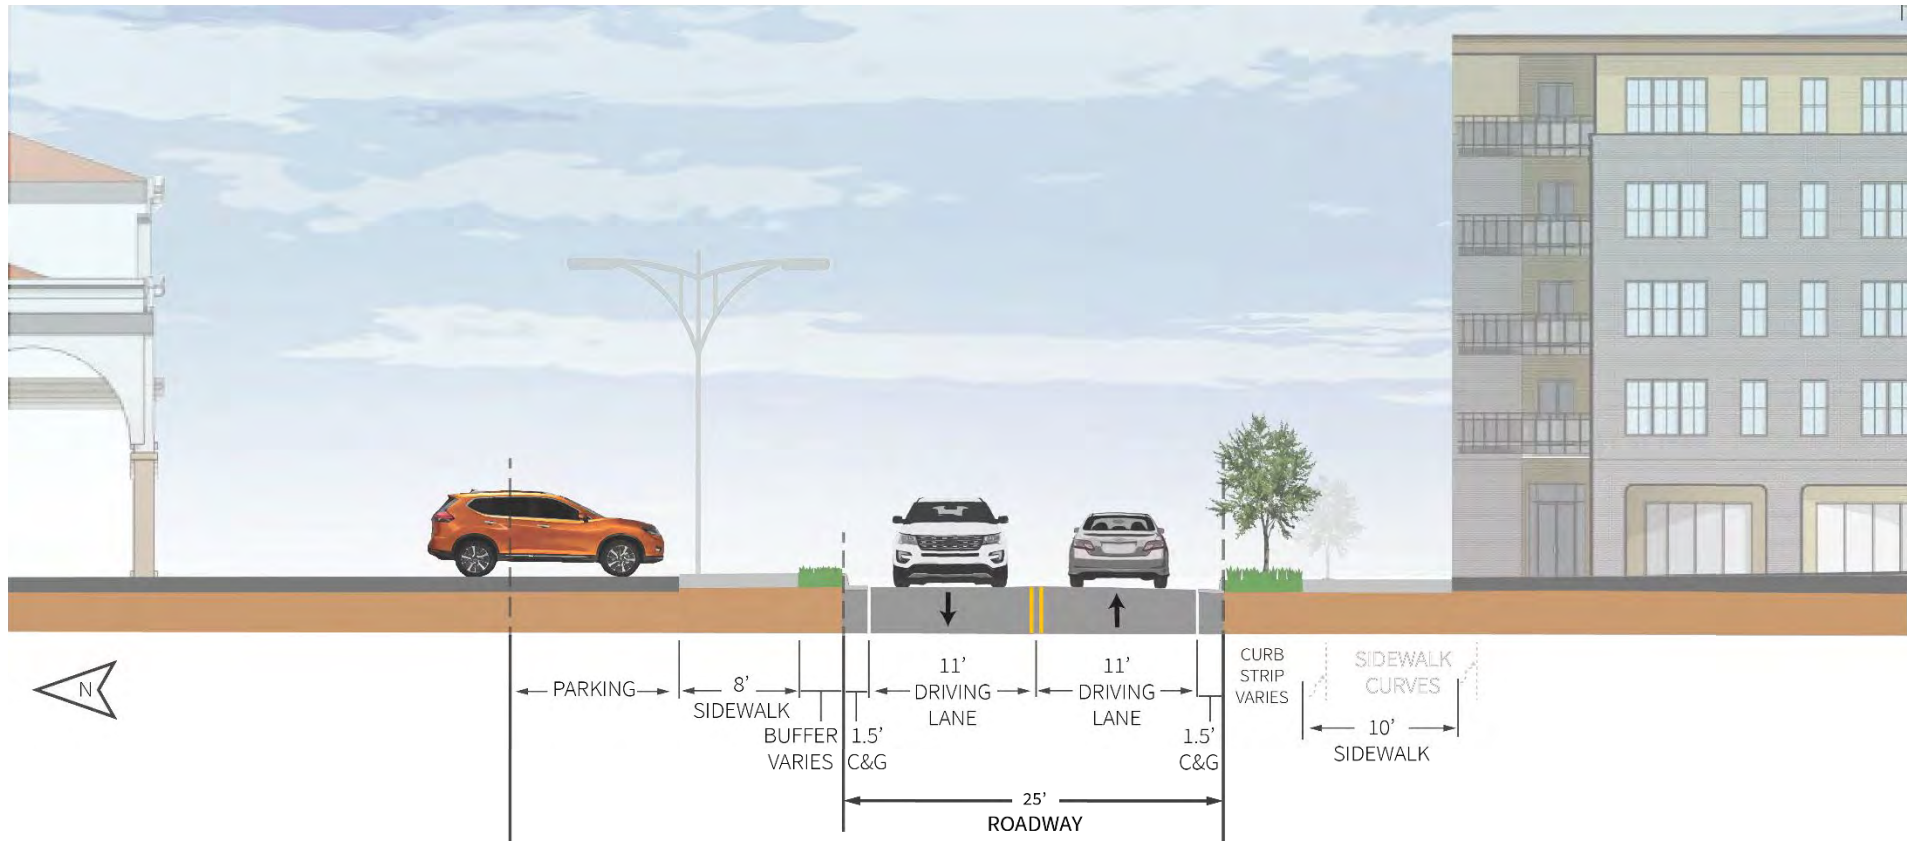 N
PARKING
8’
SIDEWALK
BUFFER
VARIES
1.5’
C&G
11’
DRIVING
LANE
11’
DRIVING
LANE
1.5’
C&G
CURB
STRIP
VARIES
SIDEWALK
CURVES
10’
SIDEWALK
25’
ROADWAY